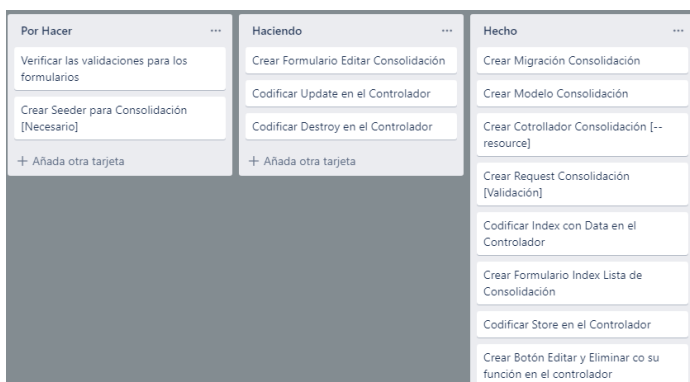 Por Hacer
Verificar las validaciones para los
formularios
Crear Seeder para Consolidación
[Necesario]
+ Añada otra tarjeta
Haciendo
Crear Formulario Editar Consolidación
Codificar Update en el Controlador
Codificar Destroy en el Controlador
+ Añada otra tarjeta
Hecho
Crear Migración Consolidación
Crear Modelo Consolidación
Crear Cotrollador Consolidación [--
resource]
Crear Request Consolidación
[Validación]
Codificar Index con Data en el
Controlador
Crear Formulario Index Lista de
Consolidación
Codificar Store en el Controlador
Crear Botón Editar y Eliminar co su
función en el controlador